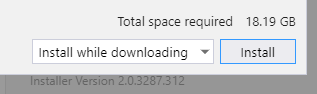 Total space required 18.19 GB
Install while downloading Install
Installer Version 2.0.3287.312